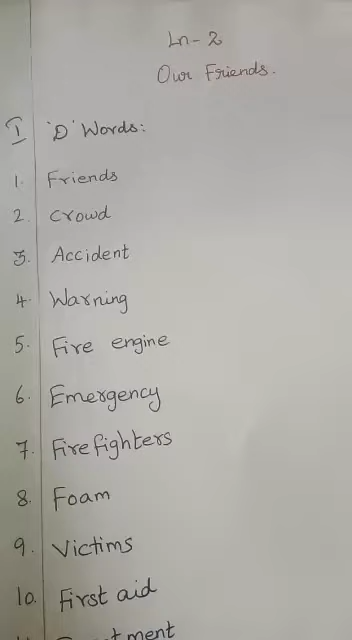 Ln - 2
Our Friends.
I 'D' Words:
1. Friends
2. Crowd
3. Accident
4. Warning
5. Fire engine
6. Emergency
7. Firefighters
8. Foam
9. Victims
10. First aid